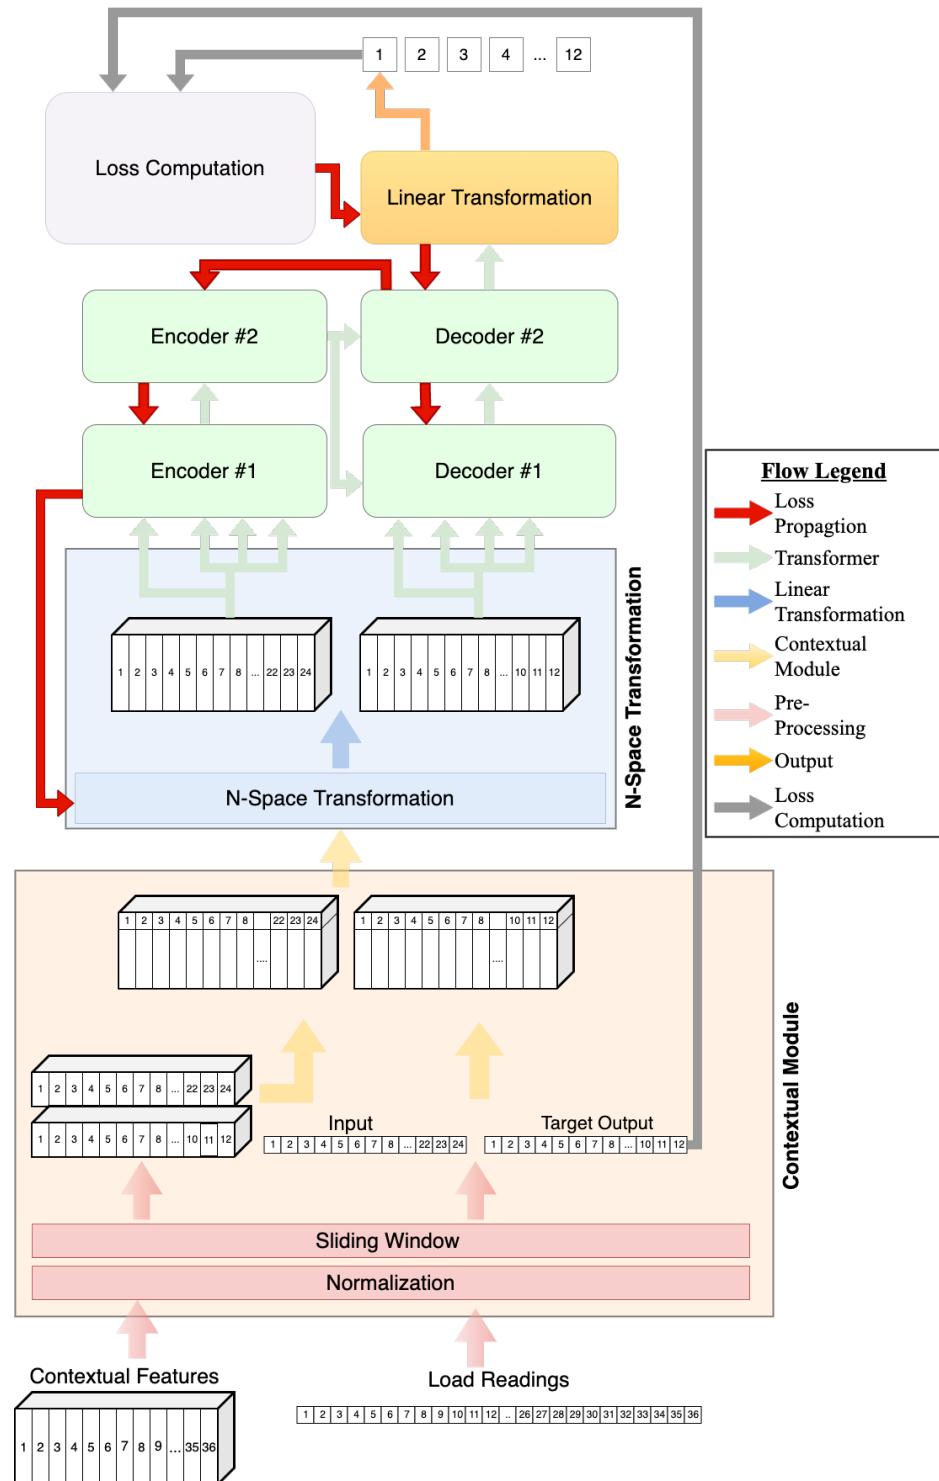 1 2 3 4 ... 12
Loss Computation
Linear Transformation
Encoder #2
Decoder #2
Encoder #1
Decoder #1
Flow Legend
Loss
Propagtion
Transformer
Linear
Transformation
Contextual
Module
Pre-
Processing
Output
Loss
Computation
1 2 3 4 5 6 7 8 ... 22 23 24
1 2 3 4 5 6 7 8 ... 10 11 12
N-Space Transformation
N-Space Transformation
1 2 3 4 5 6 7 8 22 23 24
....
1 2 3 4 5 6 7 8 10 11 12
....
Contextual Module
1 2 3 4 5 6 7 8 ... 22 23 24
1 2 3 4 5 6 7 8 ... 10 11 12
Input
1 2 3 4 5 6 7 8 ... 22 23 24
Target Output
1 2 3 4 5 6 7 8 ... 10 11 12
Sliding Window
Normalization
Contextual Features
1 2 3 4 5 6 7 8 9 ... 35 36
Load Readings
1 2 3 4 5 6 7 8 9 10 11 12 .. 26 27 28 29 30 31 32 33 34 35 36